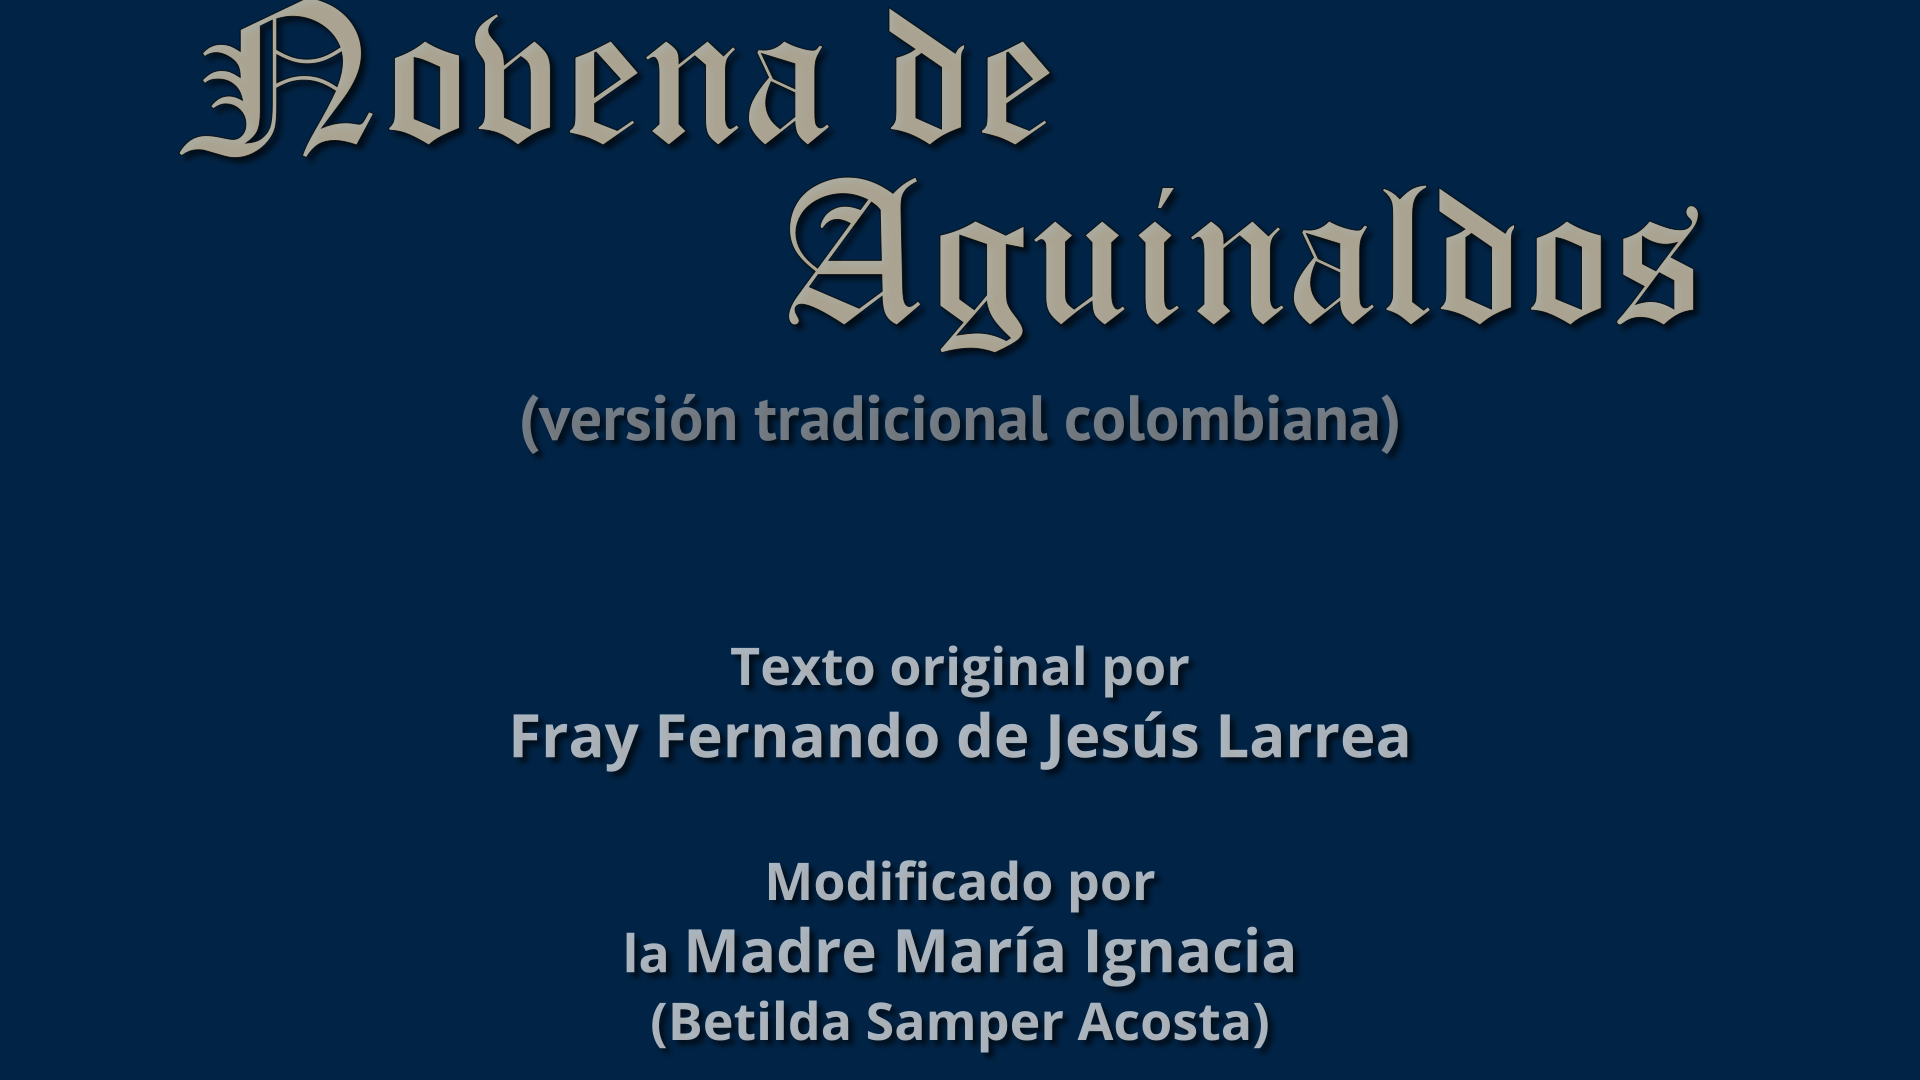 Novena de
Aguinaldos
(versión tradicional colombiana)
Texto original por
Fray Fernando de Jesús Larrea
Modificado por
la Madre María Ignacia
(Betilda Samper Acosta)